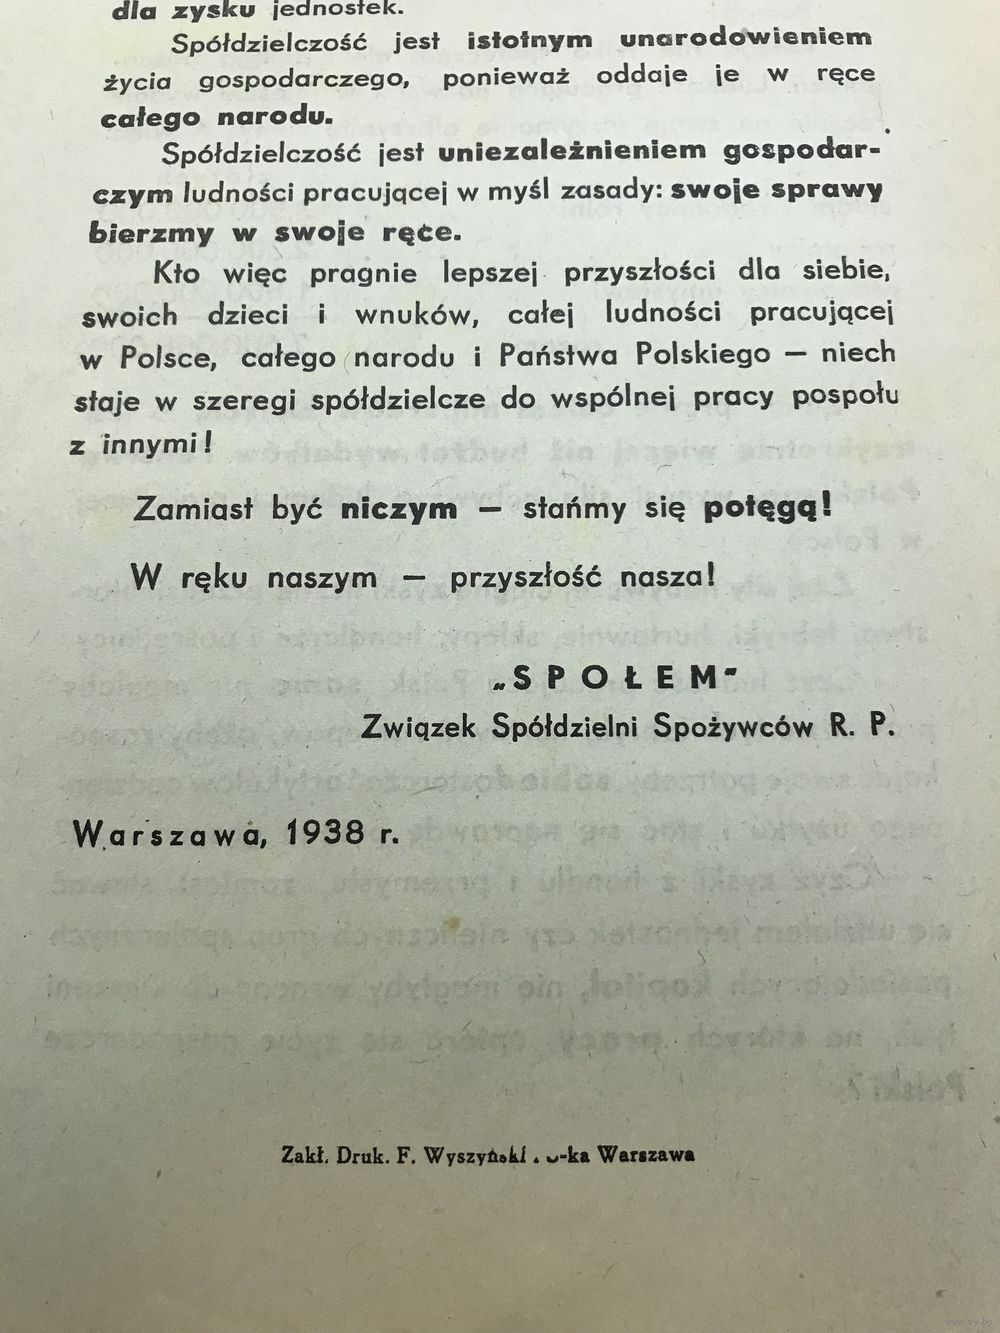 dla zysku jednostek.
Spółdzielczość jest istotnym unarodowieniem
życia gospodarczego, ponieważ oddaje je w ręce
całego narodu.
Spółdzielczość jest uniezależnieniem gospodar-
czym ludności pracującej w myśl zasady: swoje sprawy
bierzmy w swoje ręce.
Kto więc pragnie lepszej przyszłości dla siebie,
swoich dzieci i wnuków, całej ludności pracującej
w Polsce, całego narodu i Państwa Polskiego — niech
staje w szeregi spółdzielcze do wspólnej pracy pospołu
z innymi!
Zamiast być niczym — stańmy się potęgą!
W ręku naszym — przyszłość nasza!
„SPOŁEM"
Związek Spółdzielni Spożywców R. P.
Warszawa, 1938 r.
Zakł. Druk. F. Wyszyński -ka Warszawa
www.ay.by